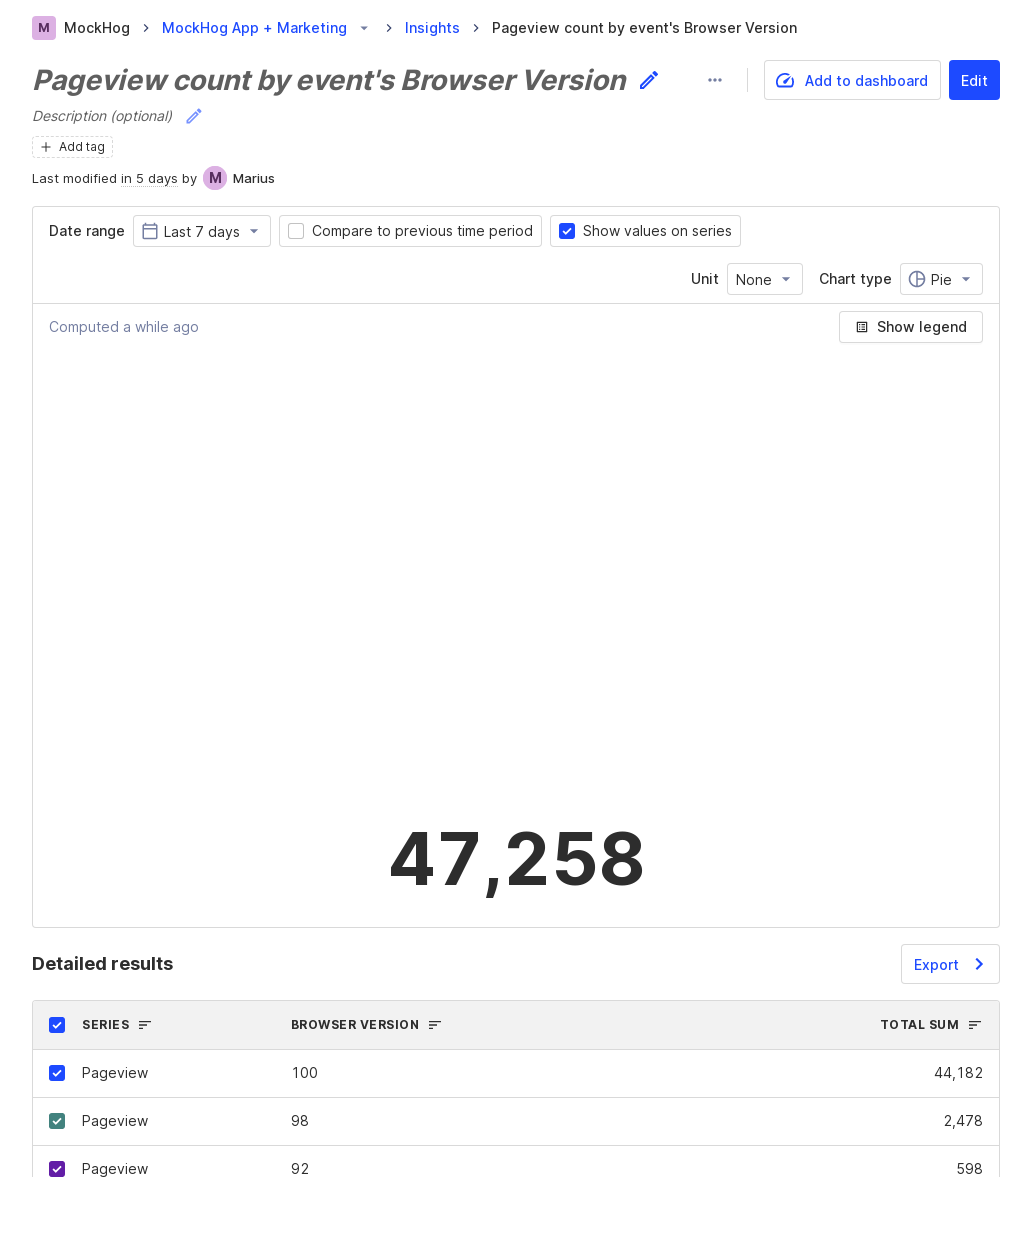 M MockHog MockHog App + Marketing Insights Pageview count by event's Browser Version
Pageview count by event's Browser Version
Add to dashboard Edit
Description (optional)
Add tag
Last modified in 5 days by M Marius
Date range Last 7 days Compare to previous time period Show values on series
Unit None Chart type Pie
Computed a while ago Show legend
47,258
Detailed results Export
SERIES BROWSER VERSION TOTAL SUM
Pageview 100 44,182
Pageview 98 2,478
Pageview 92 598